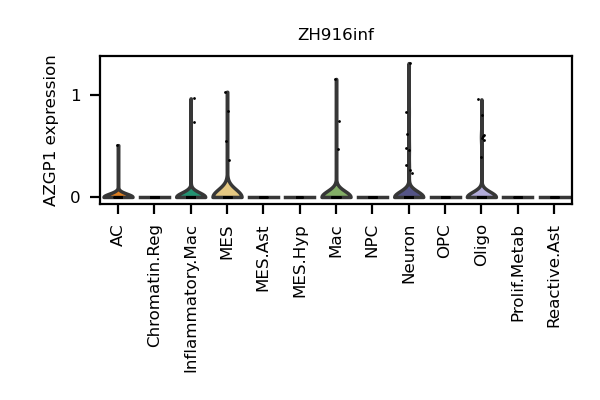 ZH916inf
AZGP1 expression
1
0
AC
Chromatin.Reg
Inflammatory.Mac
MES
MES.Ast
MES.Hyp
Mac
NPC
Neuron
OPC
Oligo
Prolif.Metab
Reactive.Ast